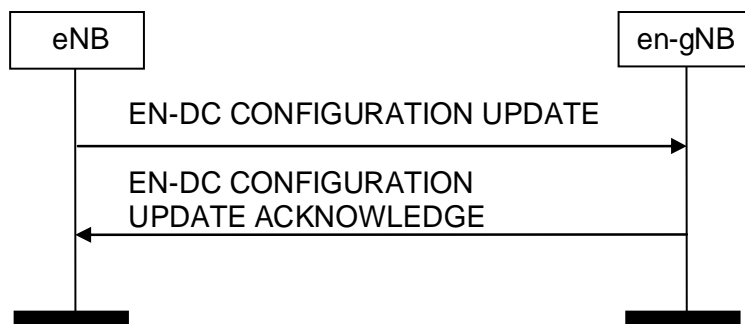 eNB
en-gNB
EN-DC CONFIGURATION UPDATE
EN-DC CONFIGURATION
UPDATE ACKNOWLEDGE